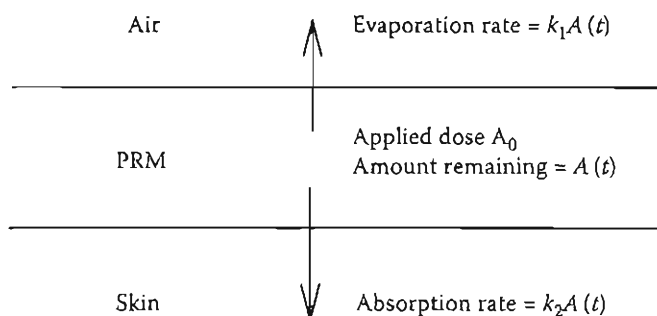 Air Evaporation rate = k₁A (t)
Applied dose A₀
PRM Amount remaining = A (t)
Skin Absorption rate = k₂A (t)